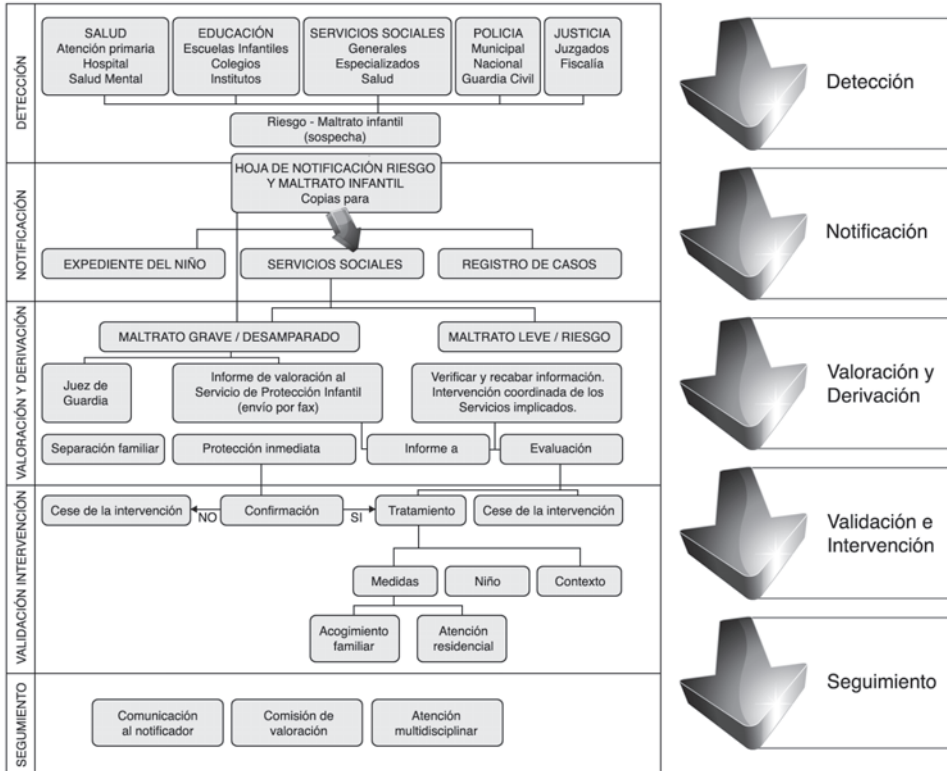 DETECCIÓN
SALUD
Atención primaria
Hospital
Salud Mental
EDUCACIÓN
Escuelas Infantiles
Colegios
Institutos
SERVICIOS SOCIALES
Generales
Especializados
Salud
POLICIA
Municipal
Nacional
Guardia Civil
JUSTICIA
Juzgados
Fiscalía
Riesgo - Maltrato infantil
(sospecha)
NOTIFICACIÓN
HOJA DE NOTIFICACIÓN RIESGO
Y MALTRATO INFANTIL
Copias para
EXPEDIENTE DEL NIÑO
SERVICIOS SOCIALES
REGISTRO DE CASOS
VALORACIÓN Y DERIVACIÓN
MALTRATO GRAVE / DESAMPARADO
MALTRATO LEVE / RIESGO
Juez de
Guardia
Informe de valoración al
Servicio de Protección Infantil
(envío por fax)
Verificar y recabar información.
Intervención coordinada de los
Servicios implicados.
Separación familiar
Protección inmediata
Informe a
Evaluación
VALIDACIÓN INTERVENCIÓN
Cese de la intervención
NO
Confirmación
SI
Tratamiento
Cese de la intervención
Medidas
Niño
Contexto
Acogimiento
familiar
Atención
residencial
SEGUMIENTO
Comunicación
al notificador
Comisión de
valoración
Atención
multidisciplinar
Detección
Notificación
Valoración y
Derivación
Validación e
Intervención
Seguimiento